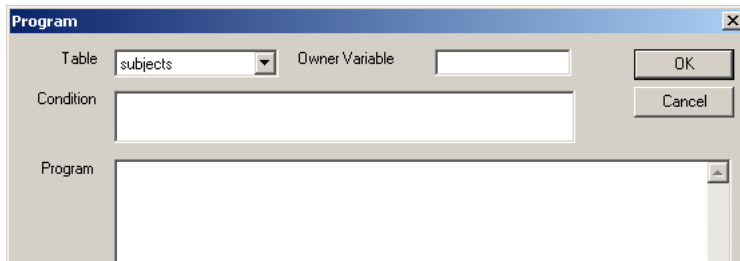 Program
Table subjects Owner Variable OK
Condition Cancel
Program